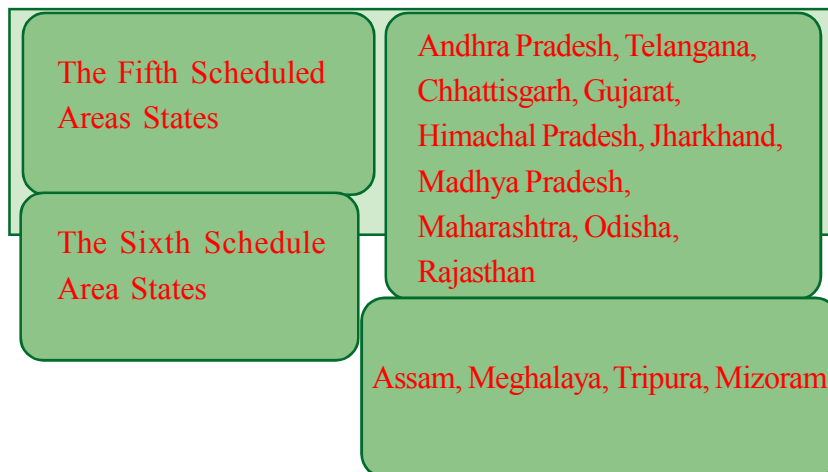 The Fifth Scheduled
Areas States
Andhra Pradesh, Telangana,
Chhattisgarh, Gujarat,
Himachal Pradesh, Jharkhand,
Madhya Pradesh,
Maharashtra, Odisha,
Rajasthan
The Sixth Schedule
Area States
Assam, Meghalaya, Tripura, Mizoram